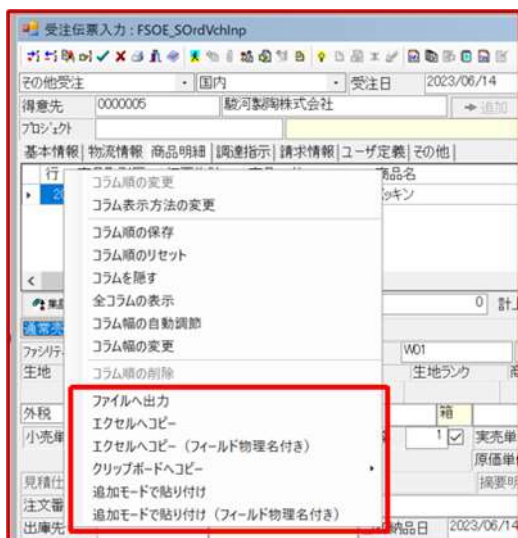 受注伝票入力 : FSOE_SOrdVchInp
その他受注 国内 受注日 2023/06/14
得意先 0000005 駿河製陶株式会社 追加
プロジェクト
基本情報 物流情報 商品明細 調達指示 請求情報 ユーザ定義 その他
行 商品名
20 パッキン
コラム順の変更
コラム表示方法の変更
コラム順の保存
コラム順のリセット
コラムを隠す
全コラムの表示
0 計上
コラム幅の自動調節
通常売
コラム幅の変更
ファシリティ W01
コラム順の削除
生地 生地ランク
ファイルへ出力
外税 箱
エクセルへコピー
小売単 1 実売単
エクセルへコピー（フィールド物理名付き）
原価単価
クリップボードへコピー
見積仕 摘要明
追加モードで貼り付け
注文番
追加モードで貼り付け（フィールド物理名付き）
出庫先 納品日 2023/06/14